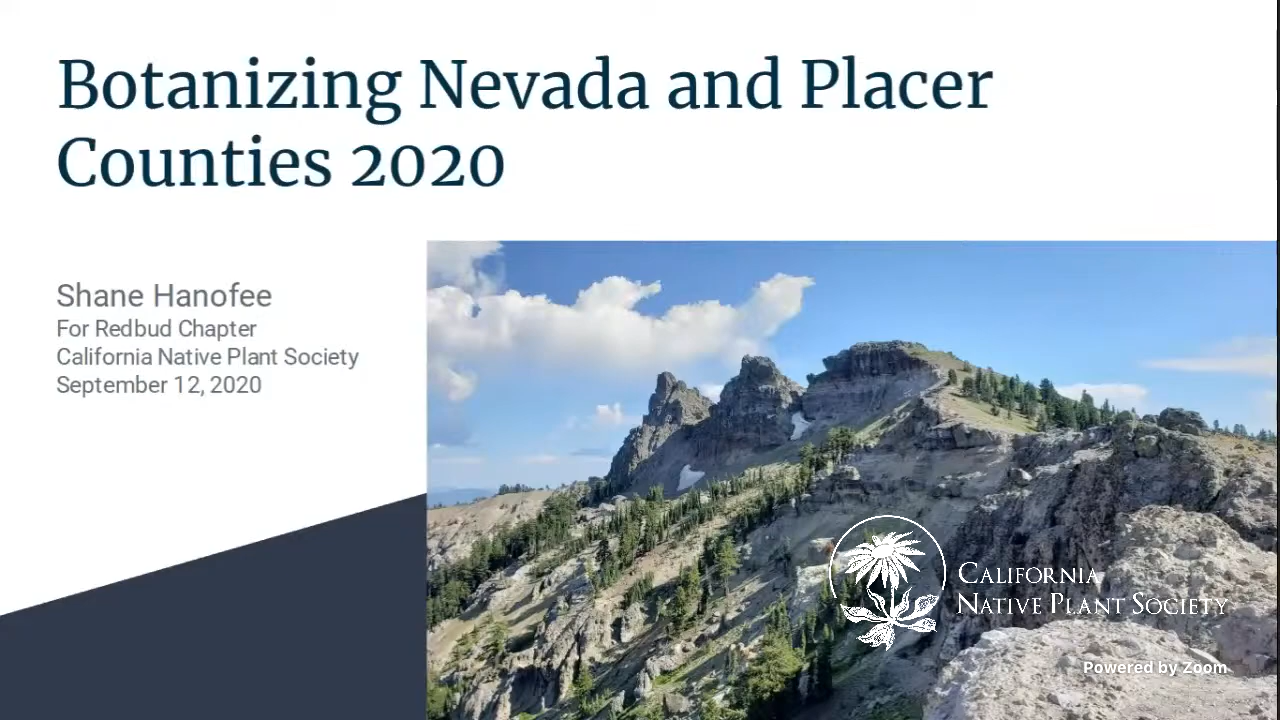 Botanizing Nevada and Placer
Counties 2020
Shane Hanofee
For Redbud Chapter
California Native Plant Society
September 12, 2020
CALIFORNIA
NATIVE PLANT SOCIETY
Powered by Zoom